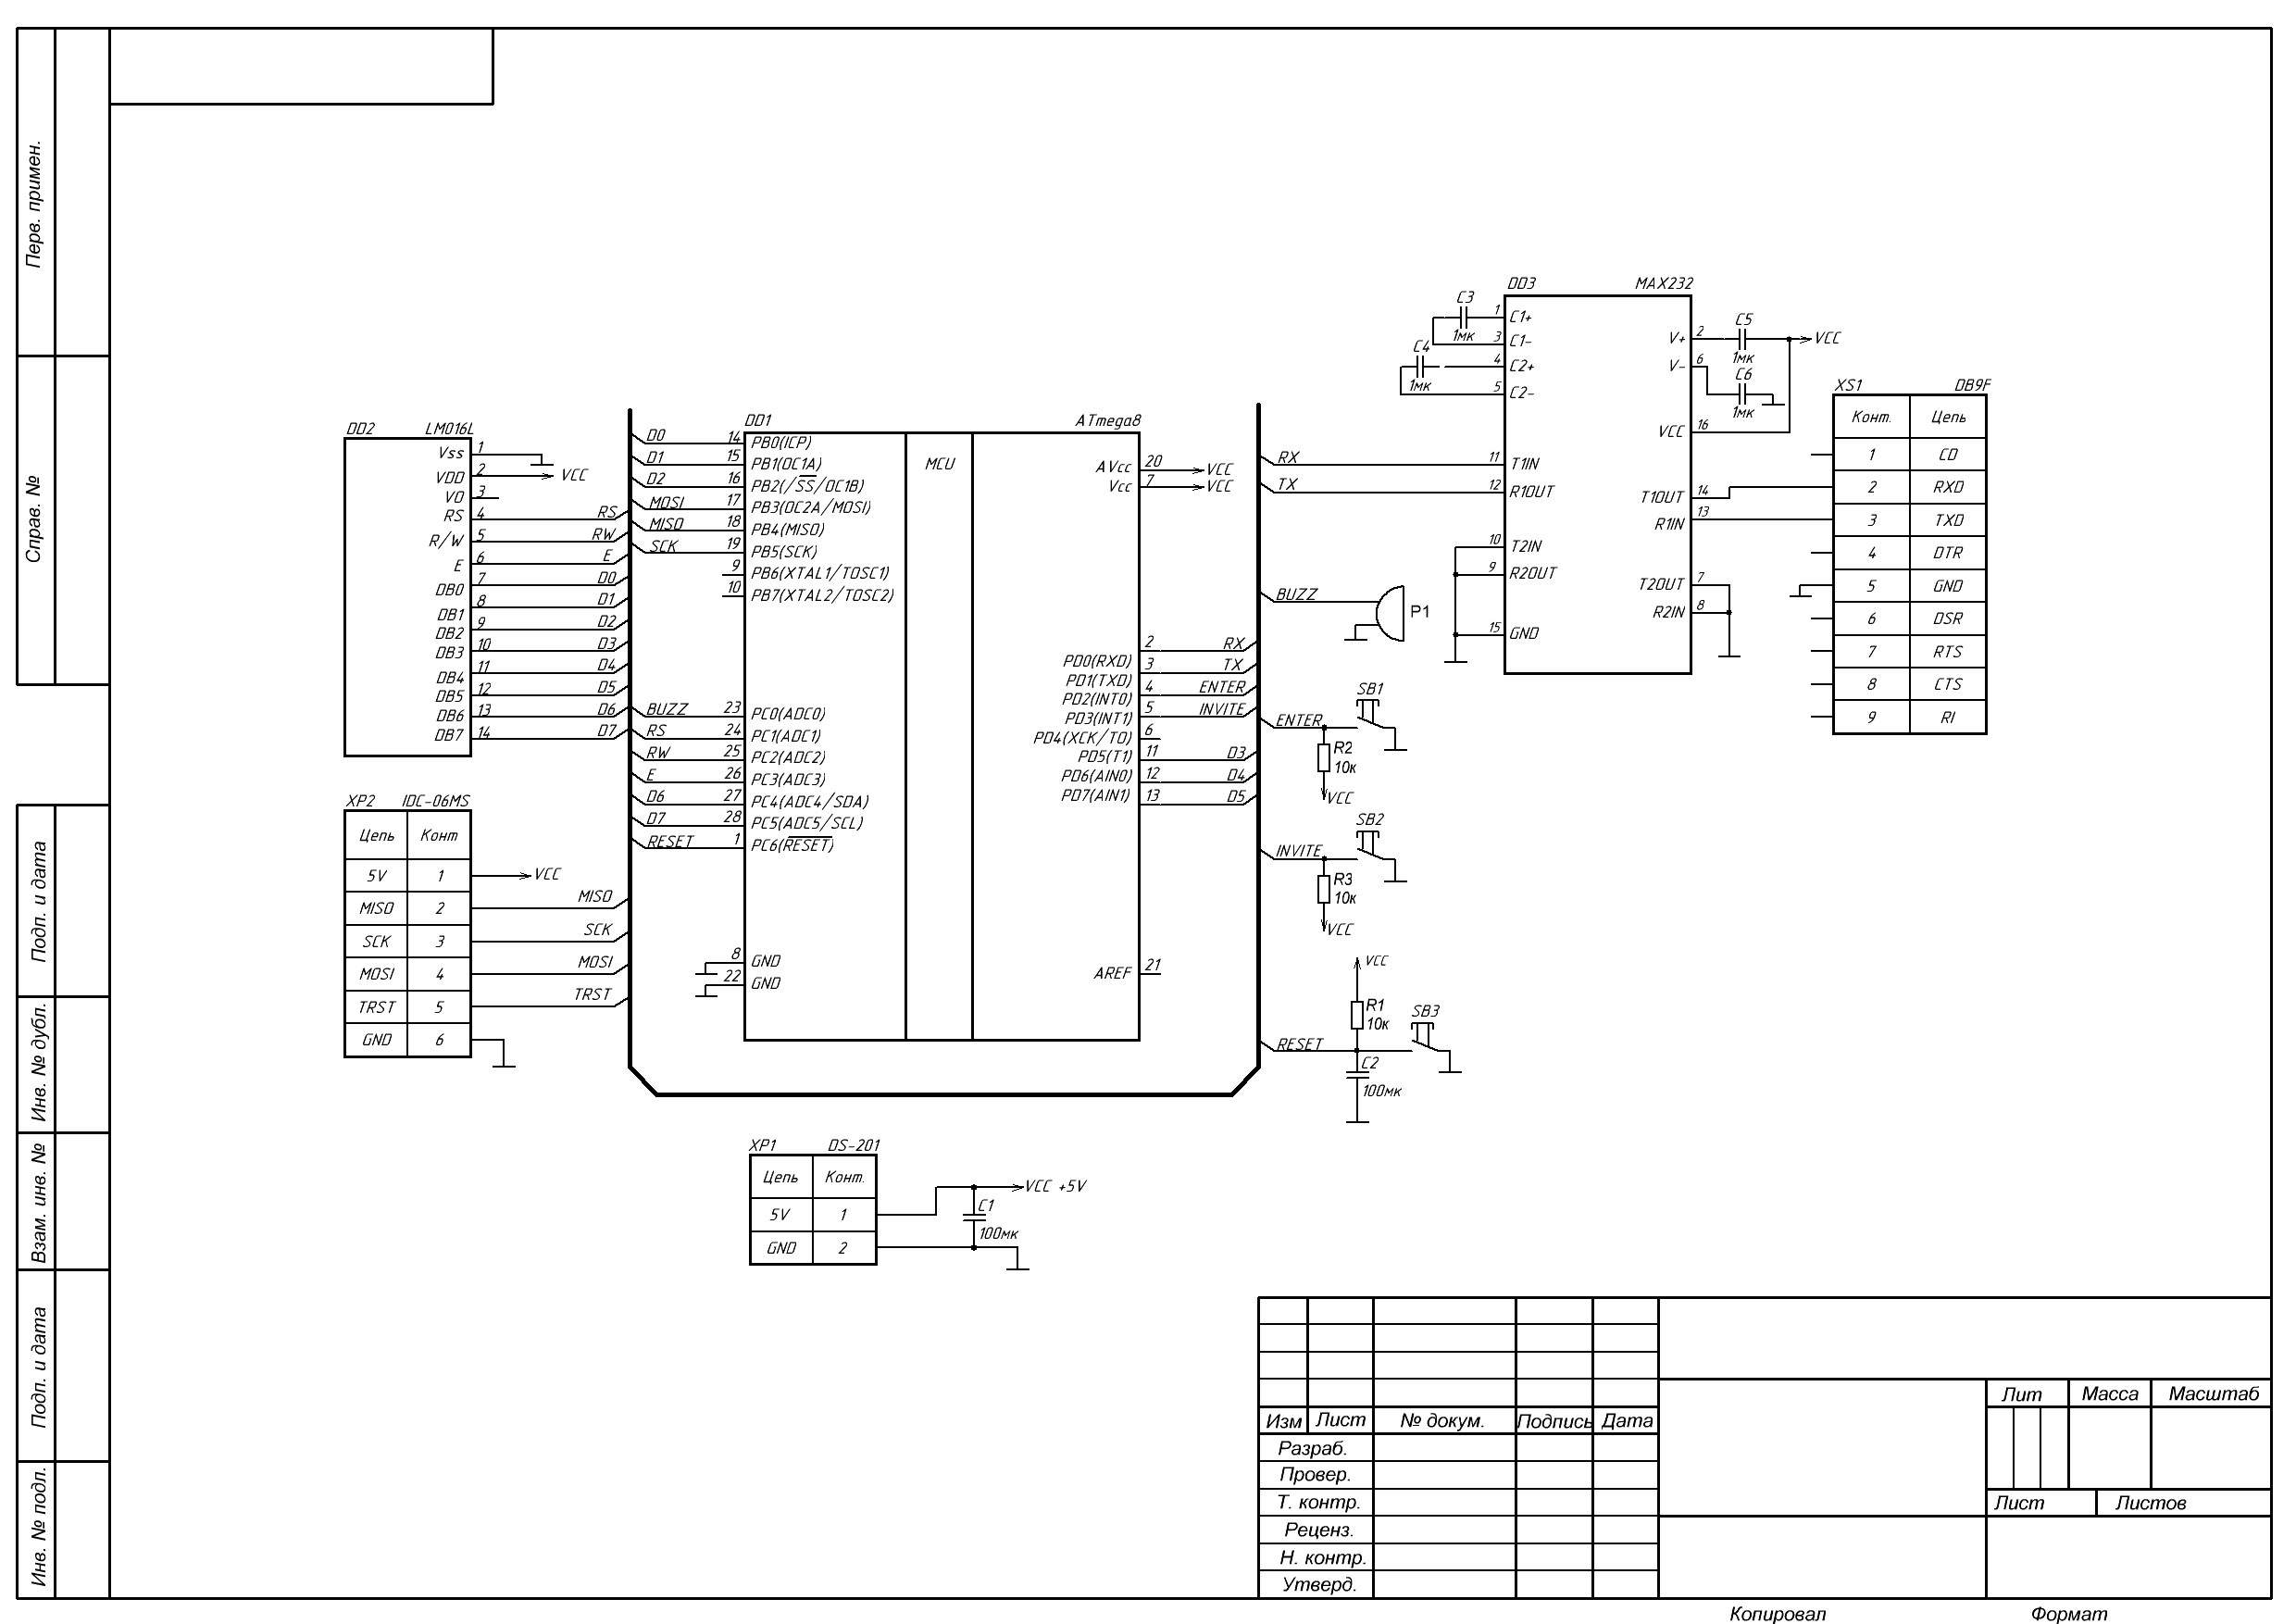 Перв. примен.
Справ. №
Подп. и дата
Инв. № дубл.
Взам. инв. №
Подп. и дата
Инв. № подл.
DD2 LM016L
Vss 1
VDD 2 VCC
VO 3
RS 4 RS
R/W 5 RW
E 6 E
DB0 7 D0
DB1 8 D1
DB2 9 D2
DB3 10 D3
DB4 11 D4
DB5 12 D5
DB6 13 D6
DB7 14 D7
XP2 IDC-06MS
Цепь Конт
5V 1 VCC
MISO 2 MISO
SCK 3 SCK
MOSI 4 MOSI
TRST 5 TRST
GND 6
DD1 ATmega8
MCU
D0 14 PB0(ICP)
D1 15 PB1(OC1A)
D2 16 PB2(/SS/OC1B)
MOSI 17 PB3(OC2A/MOSI)
MISO 18 PB4(MISO)
SCK 19 PB5(SCK)
9 PB6(XTAL1/TOSC1)
10 PB7(XTAL2/TOSC2)
BUZZ 23 PC0(ADC0)
RS 24 PC1(ADC1)
RW 25 PC2(ADC2)
E 26 PC3(ADC3)
D6 27 PC4(ADC4/SDA)
D7 28 PC5(ADC5/SCL)
RESET 1 PC6(RESET)
8 GND
22 GND
AVcc 20 VCC
Vcc 7 VCC
PD0(RXD) 2 RX
PD1(TXD) 3 TX
PD2(INT0) 4 ENTER
PD3(INT1) 5 INVITE
PD4(XCK/T0) 6
PD5(T1) 11 D3
PD6(AIN0) 12 D4
PD7(AIN1) 13 D5
AREF 21
XP1 DS-201
Цепь Конт.
5V 1
GND 2
VCC +5V
C1
100мк
RX
TX
BUZZ
P1
ENTER
SB1
R2
10к
VCC
INVITE
SB2
R3
10к
VCC
VCC
R1
10к
SB3
RESET
C2
100мк
DD3 MAX232
C3
1мк
C4
1мк
1 C1+
3 C1-
4 C2+
5 C2-
11 T1IN
12 R1OUT
10 T2IN
9 R2OUT
15 GND
V+ 2
V- 6
VCC 16
T1OUT 14
R1IN 13
T2OUT 7
R2IN 8
C5
1мк
VCC
C6
1мк
XS1 DB9F
Конт. Цепь
1 CD
2 RXD
3 TXD
4 DTR
5 GND
6 DSR
7 RTS
8 CTS
9 RI
Изм Лист № докум. Подпись Дата
Разраб.
Провер.
Т. контр.
Реценз.
Н. контр.
Утверд.
Лит Масса Масштаб
Лист Листов
Копировал Формат